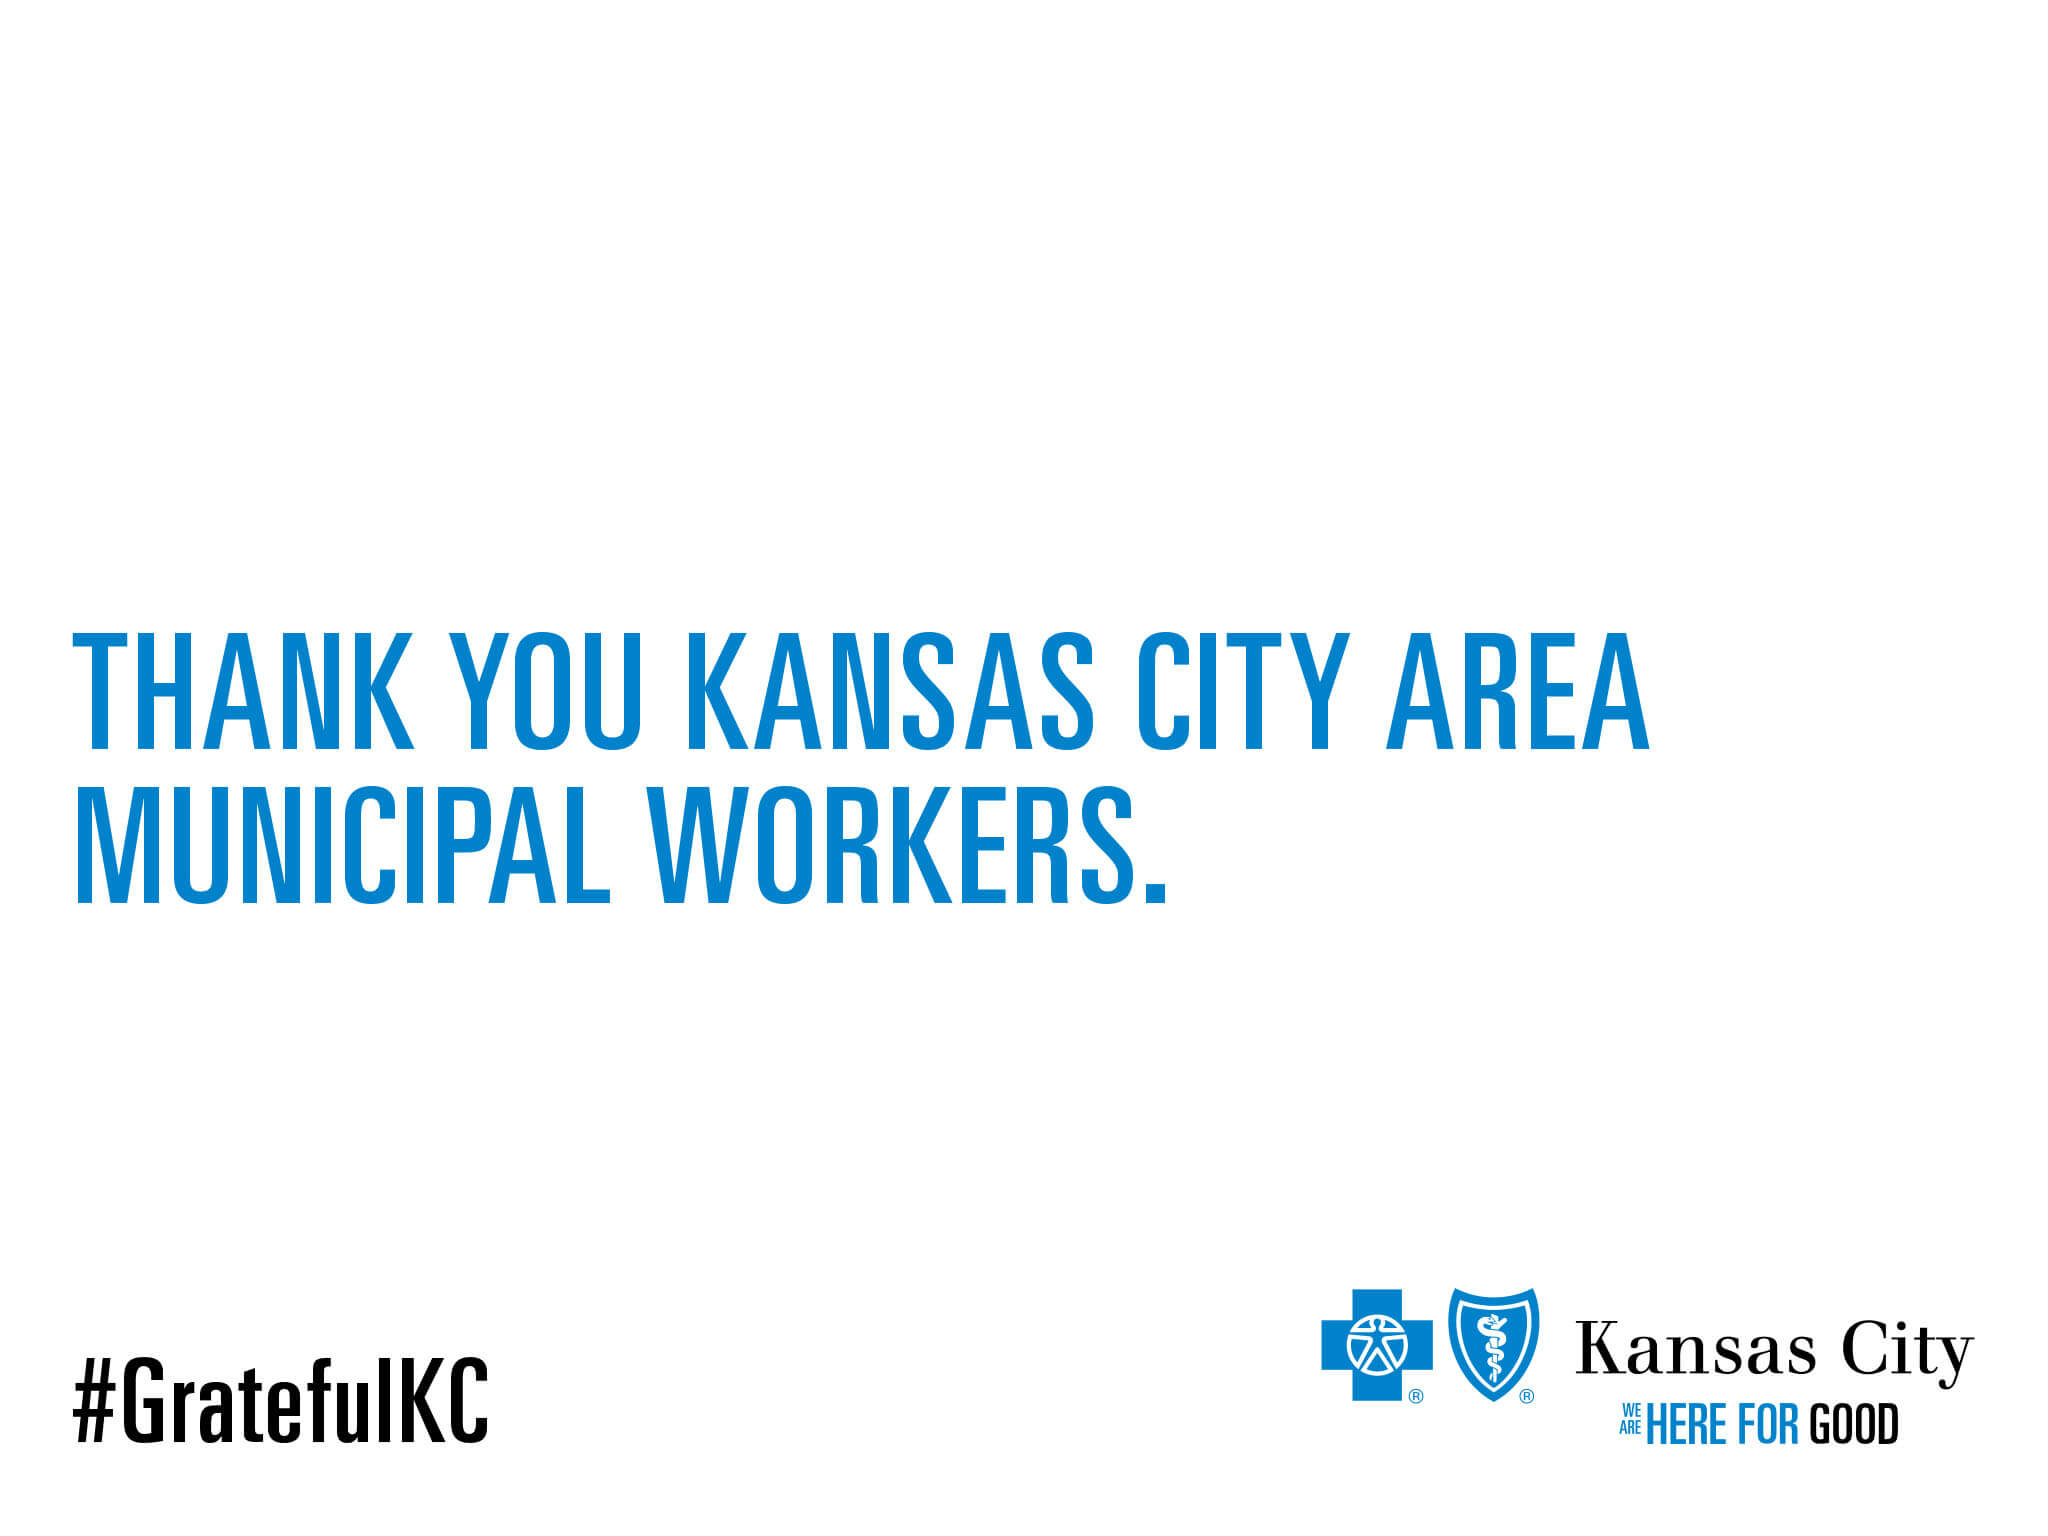 THANK YOU KANSAS CITY AREA
MUNICIPAL WORKERS.
#GratefulKC
® ® Kansas City
WE ARE HERE FOR GOOD